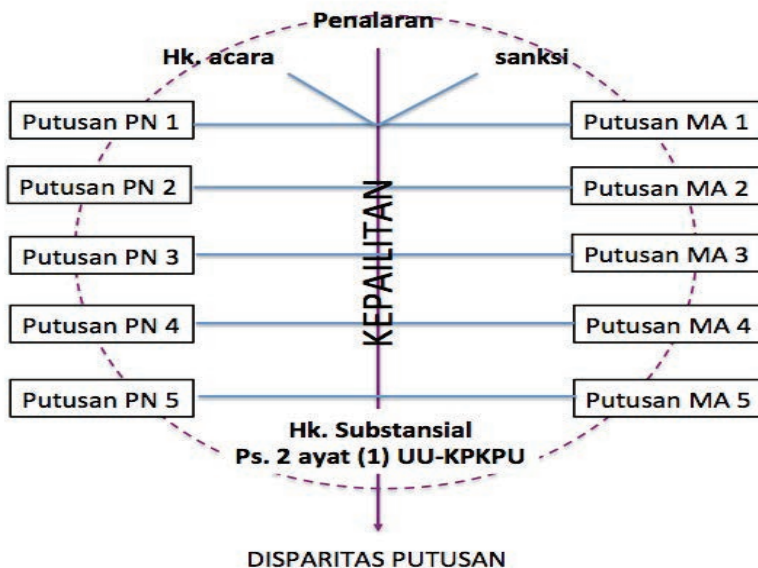 Penalaran
Hk. acara
sanksi
Putusan PN 1
Putusan MA 1
Putusan PN 2
Putusan MA 2
Putusan PN 3
Putusan MA 3
Putusan PN 4
Putusan MA 4
Putusan PN 5
Putusan MA 5
KEPAILITAN
Hk. Substansial
Ps. 2 ayat (1) UU-KPKPU
DISPARITAS PUTUSAN